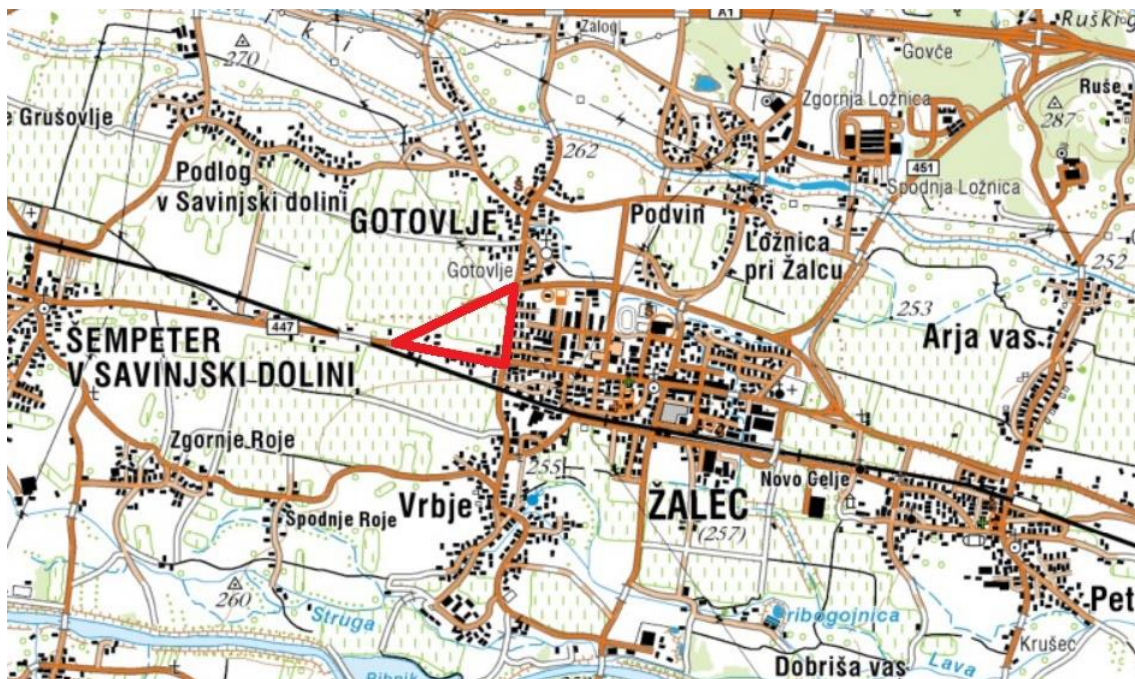 A1
Ruški g
Zalog
270
Govče
Zgornja Ložnica
Ruše
287
e Grušovlje
262
451
Podlog
v Savinjski dolini
Spodnja Ložnica
GOTOVLJE
Podvin
Ložnica
pri Žalcu
Gotovlje
252
253
447
ŠEMPETER
V SAVINJSKI DOLINI
Arja vas
Zgornje Roje
255
Novo Celje
Vrbje
ŽALEC
(257)
Spodnje Roje
260
Struga
ribogojnica
Pet
Krušec
Ribnik
Dobriša vas
Lava